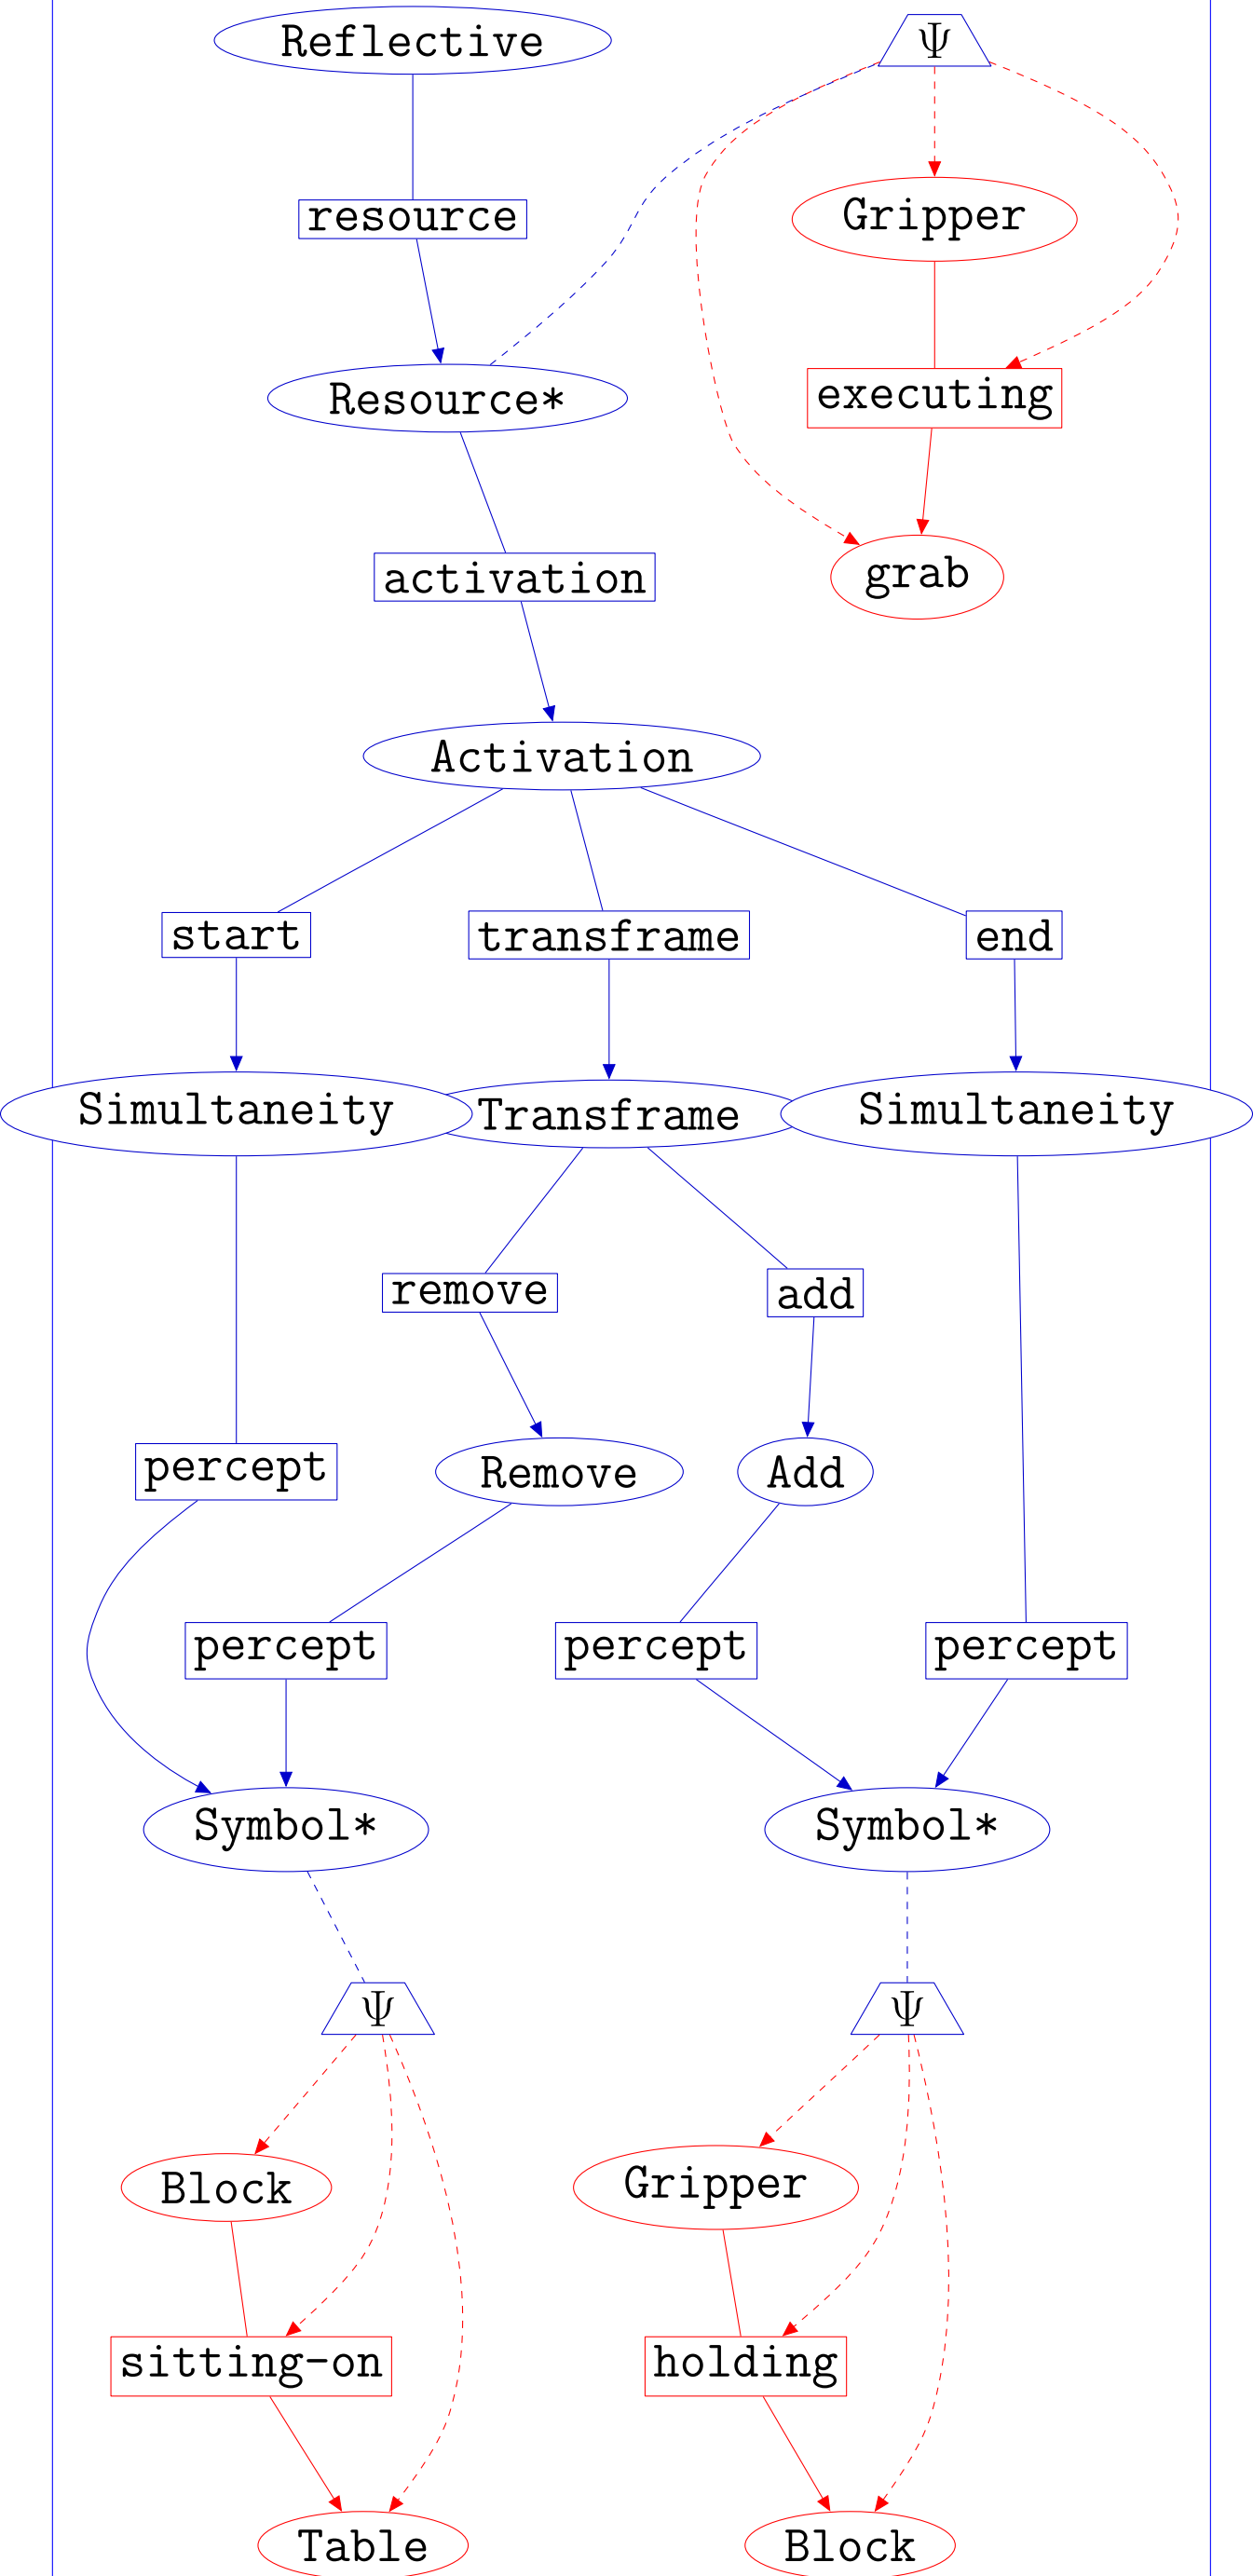 Reflective
Ψ
resource
Gripper
Resource*
executing
activation
grab
Activation
start
transframe
end
Simultaneity
Transframe
Simultaneity
remove
add
percept
Remove
Add
percept
percept
percept
Symbol*
Symbol*
Ψ
Ψ
Block
Gripper
sitting-on
holding
Table
Block